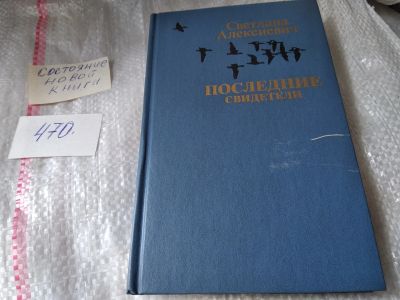 Состояние
новой
книги
470.
Светлана
Алексиевич
ПОСЛЕДНИЕ
СВИДЕТЕЛИ